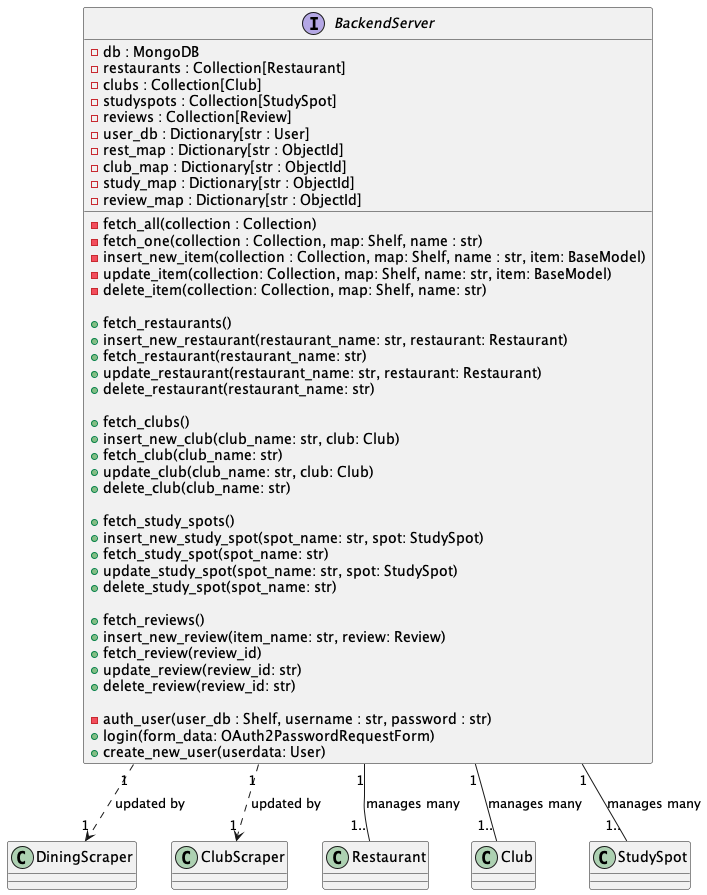 I BackendServer
db : MongoDB
restaurants : Collection[Restaurant]
clubs : Collection[Club]
studyspots : Collection[StudySpot]
reviews : Collection[Review]
user_db : Dictionary[str : User]
rest_map : Dictionary[str : ObjectId]
club_map : Dictionary[str : ObjectId]
study_map : Dictionary[str : ObjectId]
review_map : Dictionary[str : ObjectId]
fetch_all(collection : Collection)
fetch_one(collection : Collection, map: Shelf, name : str)
insert_new_item(collection : Collection, map: Shelf, name : str, item: BaseModel)
update_item(collection: Collection, map: Shelf, name: str, item: BaseModel)
delete_item(collection: Collection, map: Shelf, name: str)
fetch_restaurants()
insert_new_restaurant(restaurant_name: str, restaurant: Restaurant)
fetch_restaurant(restaurant_name: str)
update_restaurant(restaurant_name: str, restaurant: Restaurant)
delete_restaurant(restaurant_name: str)
fetch_clubs()
insert_new_club(club_name: str, club: Club)
fetch_club(club_name: str)
update_club(club_name: str, club: Club)
delete_club(club_name: str)
fetch_study_spots()
insert_new_study_spot(spot_name: str, spot: StudySpot)
fetch_study_spot(spot_name: str)
update_study_spot(spot_name: str, spot: StudySpot)
delete_study_spot(spot_name: str)
fetch_reviews()
insert_new_review(item_name: str, review: Review)
fetch_review(review_id)
update_review(review_id: str)
delete_review(review_id: str)
auth_user(user_db : Shelf, username : str, password : str)
login(form_data: OAuth2PasswordRequestForm)
create_new_user(userdata: User)
1 1 1 1 1
updated by updated by manages many manages many manages many
1 1 1.. 1.. 1..
C DiningScraper C ClubScraper C Restaurant C Club C StudySpot